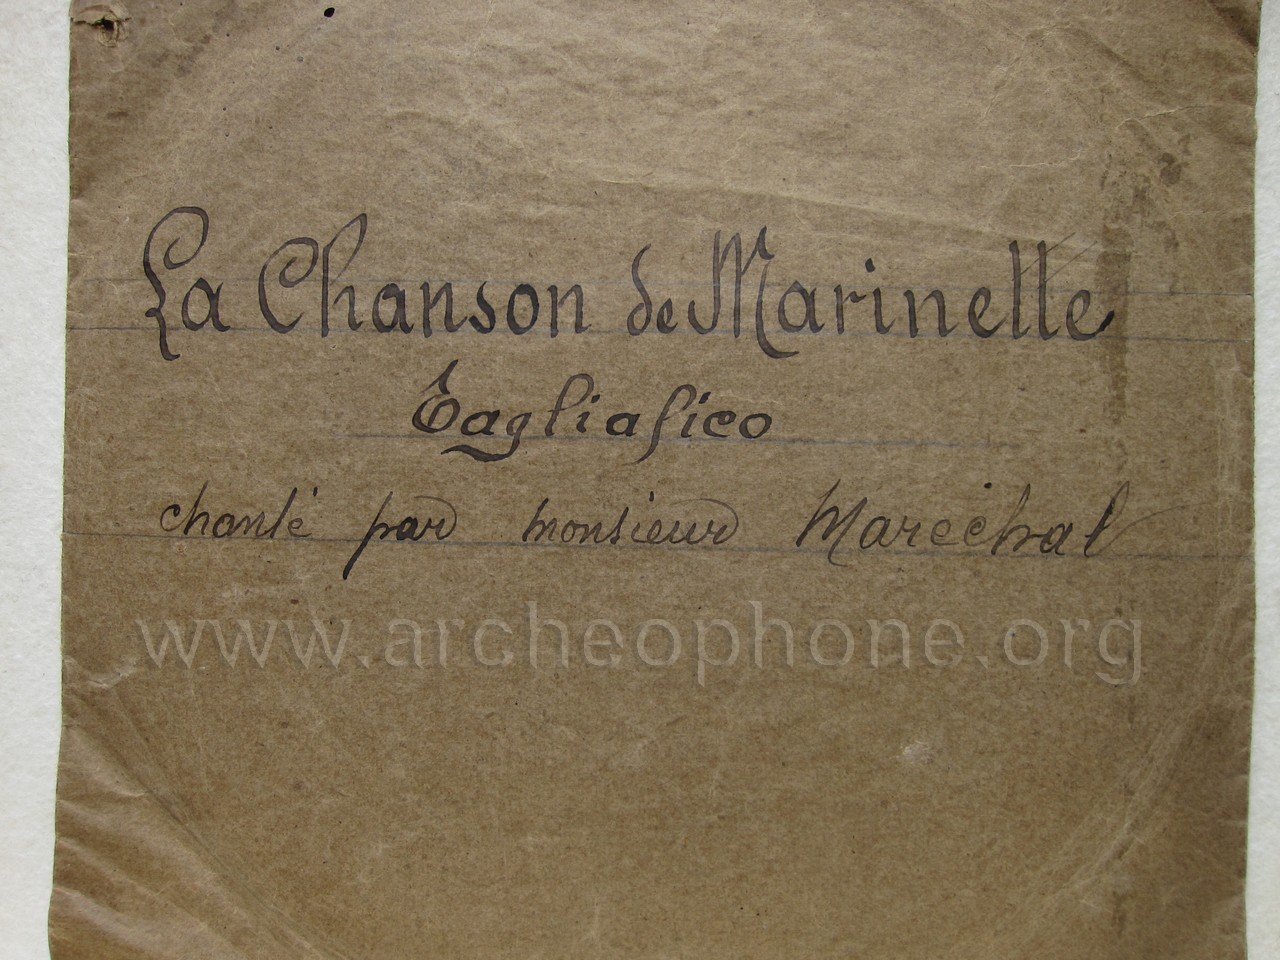 La Chanson de Marinette
Tagliafico
chanté par monsieur Maréchal
www.archeophone.org